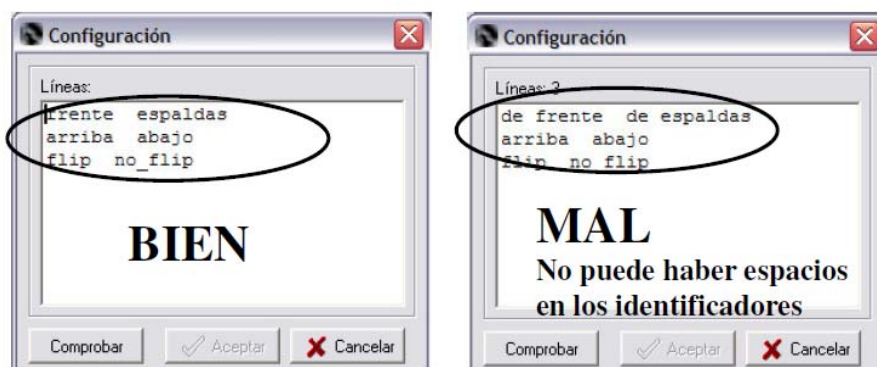 Configuración
Líneas:
frente espaldas
arriba abajo
flip no_flip
BIEN
Comprobar Aceptar Cancelar
Configuración
Líneas: 3
de frente de espaldas
arriba abajo
flip no flip
MAL
No puede haber espacios
en los identificadores
Comprobar Aceptar Cancelar